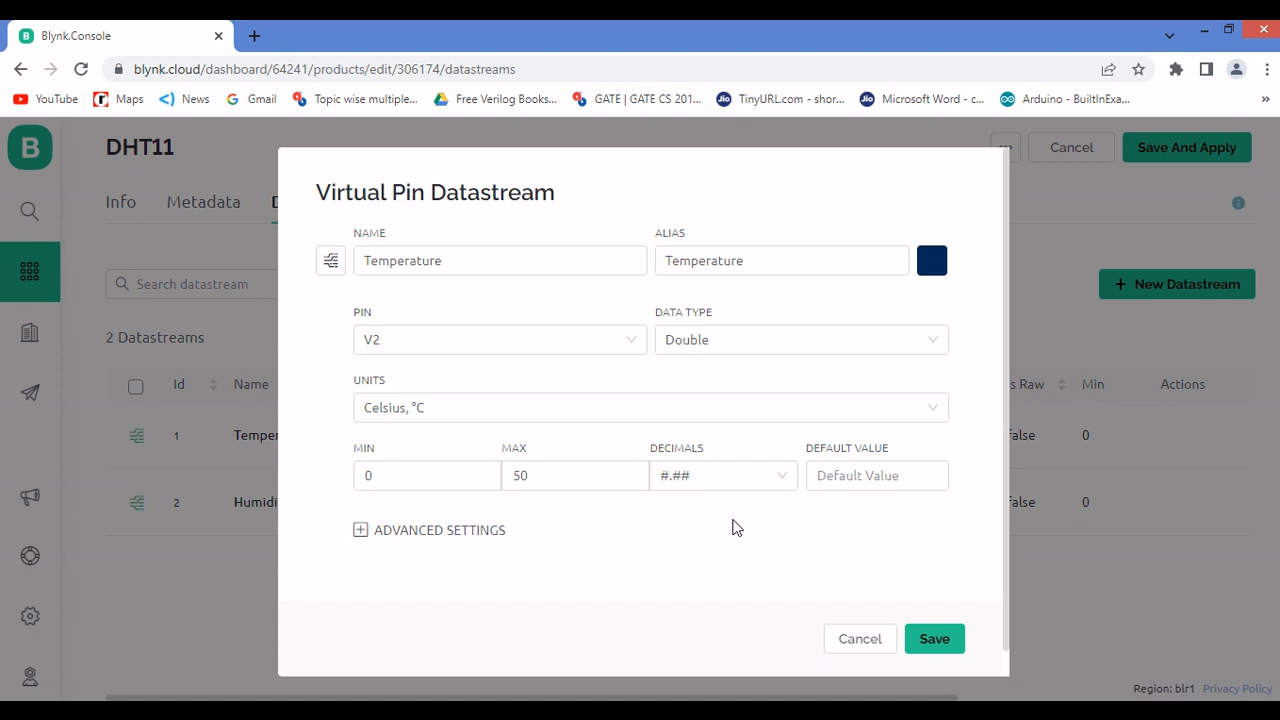 B Blynk.Console
blynk.cloud/dashboard/64241/products/edit/306174/datastreams
YouTube Maps News Gmail Topic wise multiple... Free Verilog Books... GATE | GATE CS 201... TinyURL.com - shor... Jio Microsoft Word - c... Arduino - BuiltInExa... »
B DHT11 Cancel Save And Apply
Virtual Pin Datastream
Info Metadata D
NAME ALIAS
Temperature Temperature
Search datastream + New Datastream
PIN DATA TYPE
V2 Double
2 Datastreams
UNITS
Id Name s Raw Min Actions
Celsius, °C
1 Temper false 0
MIN MAX DECIMALS DEFAULT VALUE
0 50 #.## Default Value
2 Humidi false 0
ADVANCED SETTINGS
Cancel Save
Region: blr1 Privacy Policy